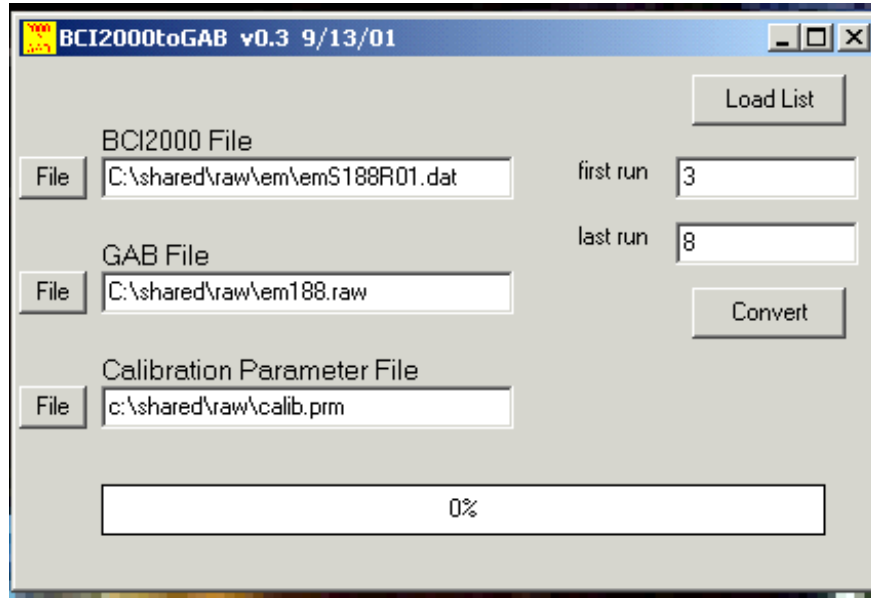 BCI2000toGAB v0.3 9/13/01
Load List
BCI2000 File
File
C:\shared\raw\em\emS188R01.dat
first run
3
last run
8
GAB File
File
C:\shared\raw\em188.raw
Convert
Calibration Parameter File
File
c:\shared\raw\calib.prm
0%